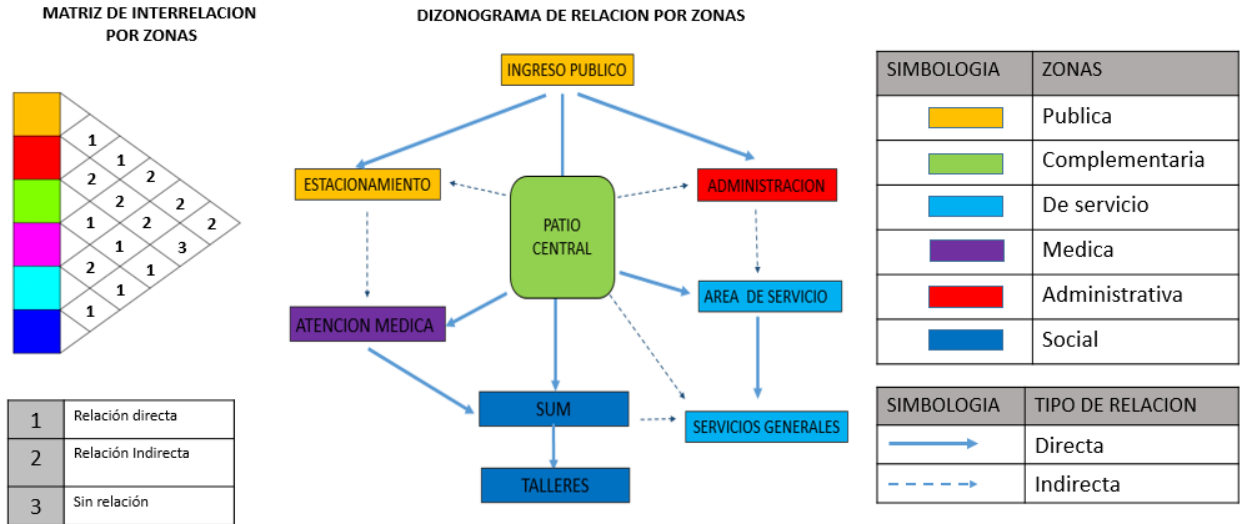 MATRIZ DE INTERRELACION
POR ZONAS
1
1
2
2
2
2
2
1
2
3
1
1
2
1
1
1 Relación directa
2 Relación Indirecta
3 Sin relación
DIZONOGRAMA DE RELACION POR ZONAS
INGRESO PUBLICO
ESTACIONAMIENTO
ADMINISTRACION
PATIO
CENTRAL
AREA DE SERVICIO
ATENCION MEDICA
SUM
SERVICIOS GENERALES
TALLERES
SIMBOLOGIA ZONAS
Publica
Complementaria
De servicio
Medica
Administrativa
Social
SIMBOLOGIA TIPO DE RELACION
Directa
Indirecta